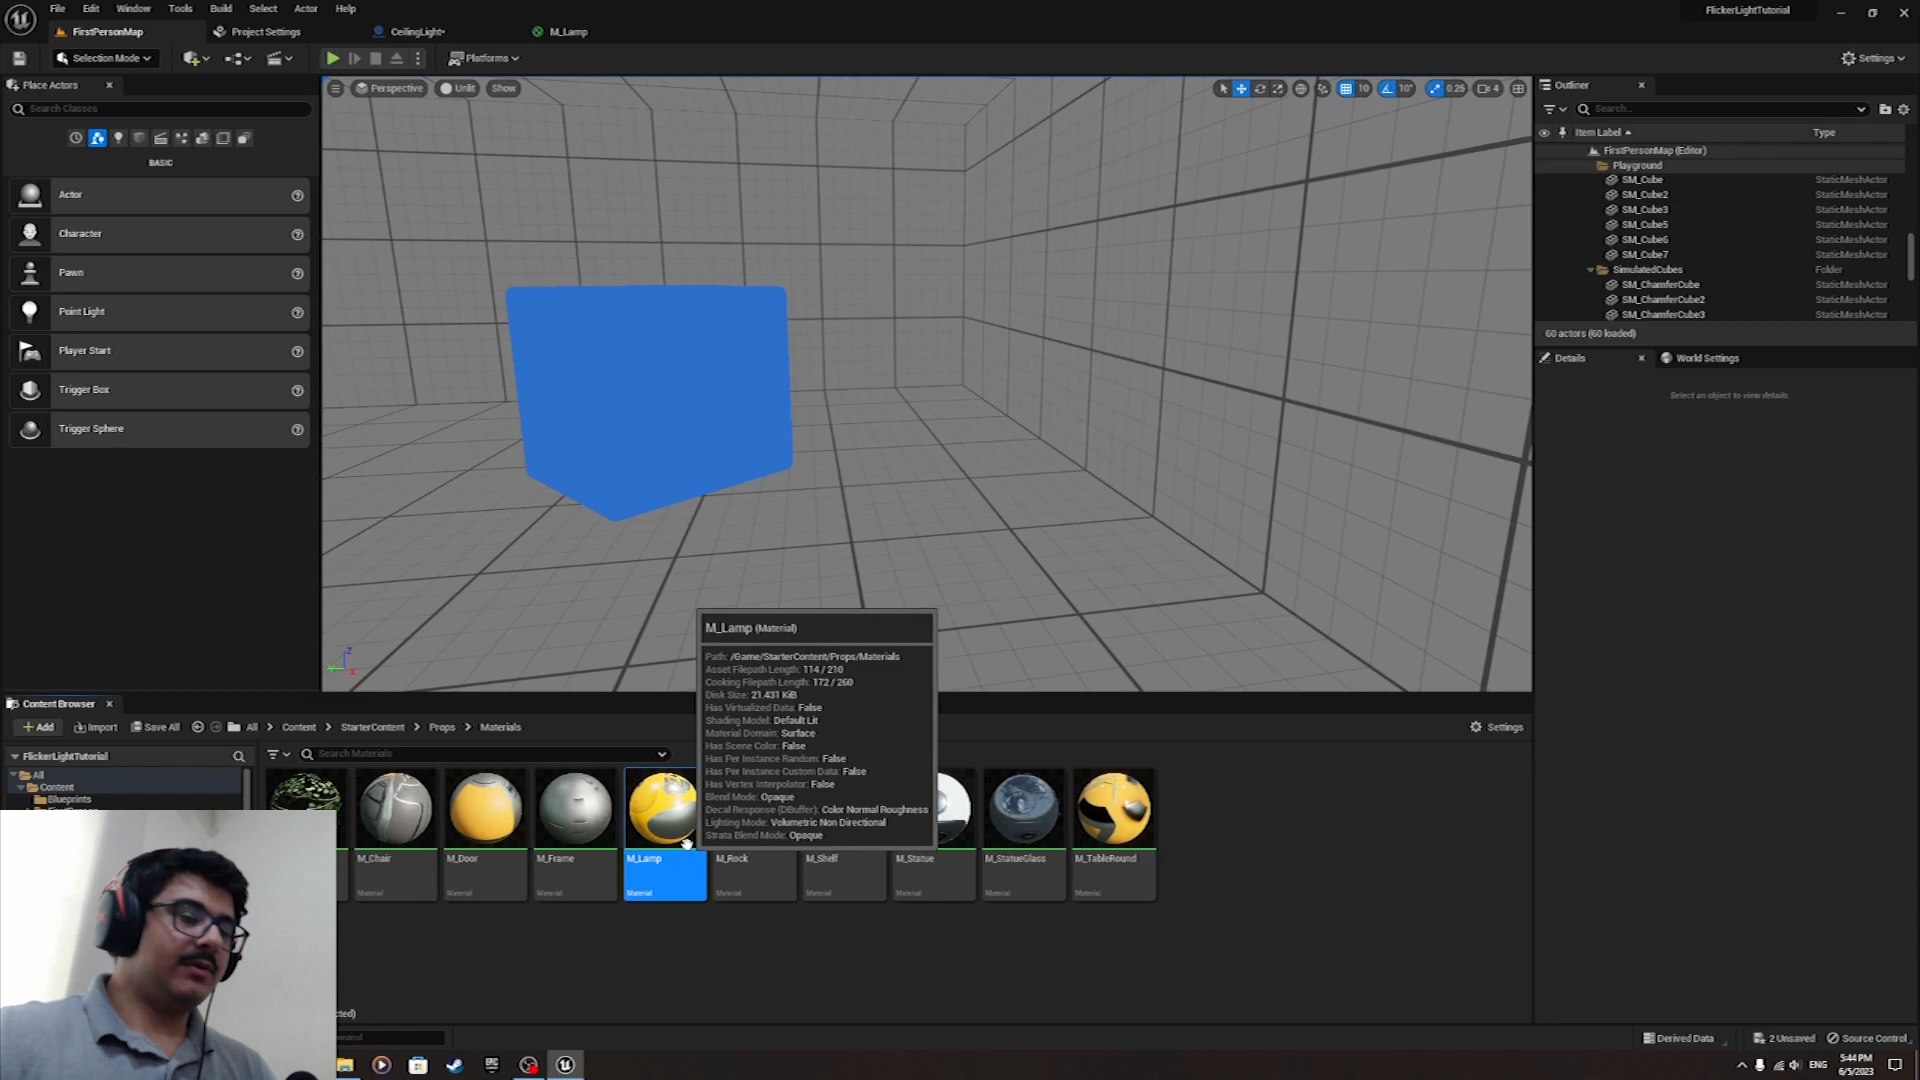 File Edit Window Tools Build Select Actor Help
FlickerLightTutorial
FirstPersonMap Project Settings CeilingLight* M_Lamp
Selection Mode Platforms Settings
Place Actors
Search Classes
BASIC
Actor
Character
Pawn
Point Light
Player Start
Trigger Box
Trigger Sphere
Perspective Unlit Show
10 10° 0.25 4
Outliner
Search...
Item Label Type
FirstPersonMap (Editor)
Playground
SM_Cube StaticMeshActor
SM_Cube2 StaticMeshActor
SM_Cube3 StaticMeshActor
SM_Cube5 StaticMeshActor
SM_Cube6 StaticMeshActor
SM_Cube7 StaticMeshActor
SimulatedCubes Folder
SM_ChamferCube StaticMeshActor
SM_ChamferCube2 StaticMeshActor
SM_ChamferCube3 StaticMeshActor
60 actors (60 loaded)
Details World Settings
Select an object to view details.
M_Lamp (Material)
Path: /Game/StarterContent/Props/Materials
Asset Filepath Length: 114 / 210
Cooking Filepath Length: 172 / 260
Disk Size: 21.431 KiB
Has Virtualized Data: False
Shading Model: Default Lit
Material Domain: Surface
Has Scene Color: False
Has Per Instance Random: False
Has Per Instance Custom Data: False
Has Vertex Interpolator: False
Blend Mode: Opaque
Decal Response (DBuffer): Color Normal Roughness
Lighting Mode: Volumetric Non Directional
Strata Blend Mode: Opaque
Z
X
Content Browser
Add Import Save All All Content StarterContent Props Materials Settings
FlickerLightTutorial
Search Materials
All
Content
Blueprints
M_Chair M_Door M_Frame M_Lamp M_Rock M_Shelf M_Statue M_StatueGlass M_TableRound
Material Material Material Material Material Material Material Material Material
Derived Data 2 Unsaved Source Control
ENG 5:44 PM
6/5/2023